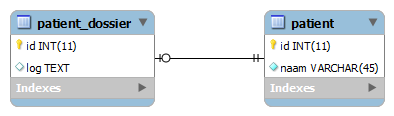 patient_dossier
id INT(11)
log TEXT
Indexes
patient
id INT(11)
naam VARCHAR(45)
Indexes